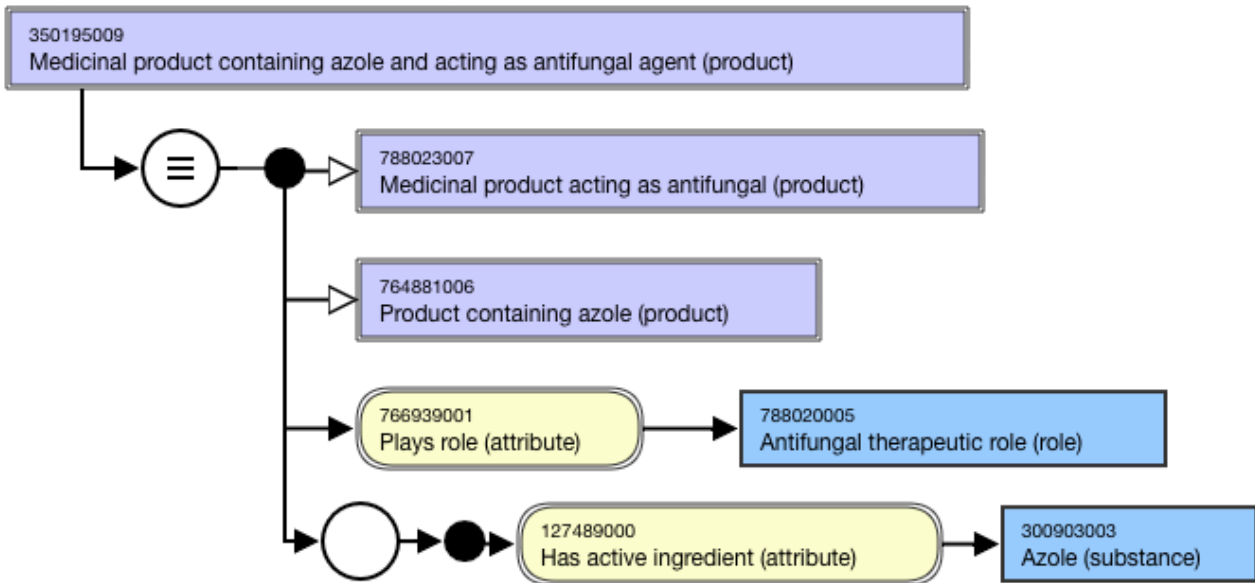 350195009
Medicinal product containing azole and acting as antifungal agent (product)
788023007
Medicinal product acting as antifungal (product)
764881006
Product containing azole (product)
766939001
Plays role (attribute)
788020005
Antifungal therapeutic role (role)
127489000
Has active ingredient (attribute)
300903003
Azole (substance)